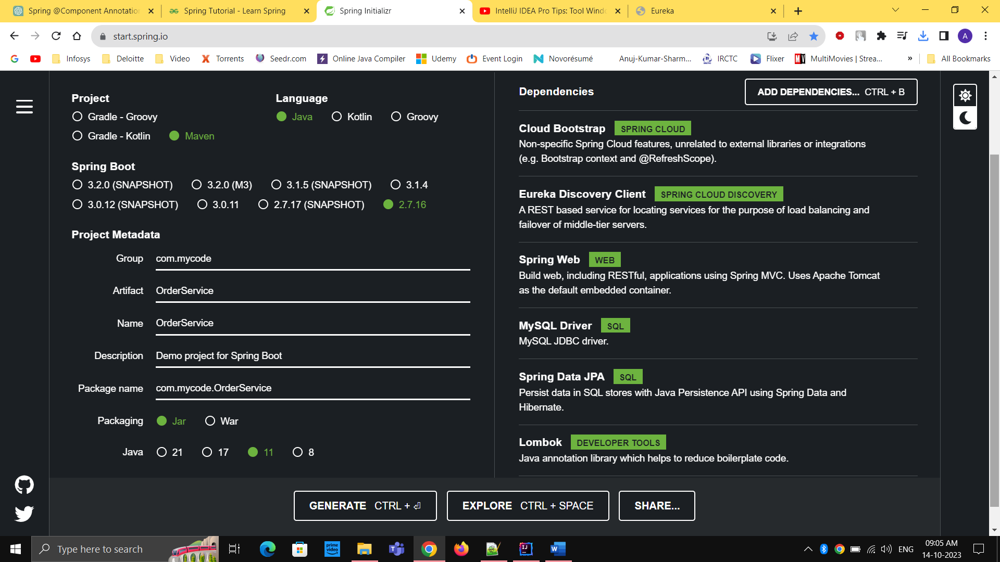 Spring @Component Annotation
Spring Tutorial - Learn Spring
Spring Initializr
IntelliJ IDEA Pro Tips: Tool Windo
Eureka
start.spring.io
A
Infosys
Deloitte
Video
Torrents
Seedr.com
Online Java Compiler
Udemy
Event Login
Novorésumé
Anuj-Kumar-Sharm...
IRCTC
Flixer
MultiMovies | Strea...
»
All Bookmarks
Project
Gradle - Groovy
Gradle - Kotlin
Maven
Language
Java
Kotlin
Groovy
Spring Boot
3.2.0 (SNAPSHOT)
3.2.0 (M3)
3.1.5 (SNAPSHOT)
3.1.4
3.0.12 (SNAPSHOT)
3.0.11
2.7.17 (SNAPSHOT)
2.7.16
Project Metadata
Group
com.mycode
Artifact
OrderService
Name
OrderService
Description
Demo project for Spring Boot
Package name
com.mycode.OrderService
Packaging
Jar
War
Java
21
17
11
8
Dependencies
ADD DEPENDENCIES... CTRL + B
Cloud Bootstrap SPRING CLOUD
Non-specific Spring Cloud features, unrelated to external libraries or integrations
(e.g. Bootstrap context and @RefreshScope).
Eureka Discovery Client SPRING CLOUD DISCOVERY
A REST based service for locating services for the purpose of load balancing and
failover of middle-tier servers.
Spring Web WEB
Build web, including RESTful, applications using Spring MVC. Uses Apache Tomcat
as the default embedded container.
MySQL Driver SQL
MySQL JDBC driver.
Spring Data JPA SQL
Persist data in SQL stores with Java Persistence API using Spring Data and
Hibernate.
Lombok DEVELOPER TOOLS
Java annotation library which helps to reduce boilerplate code.
GENERATE CTRL + ⏎
EXPLORE CTRL + SPACE
SHARE...
Type here to search
prime video
ENG
09:05 AM
14-10-2023